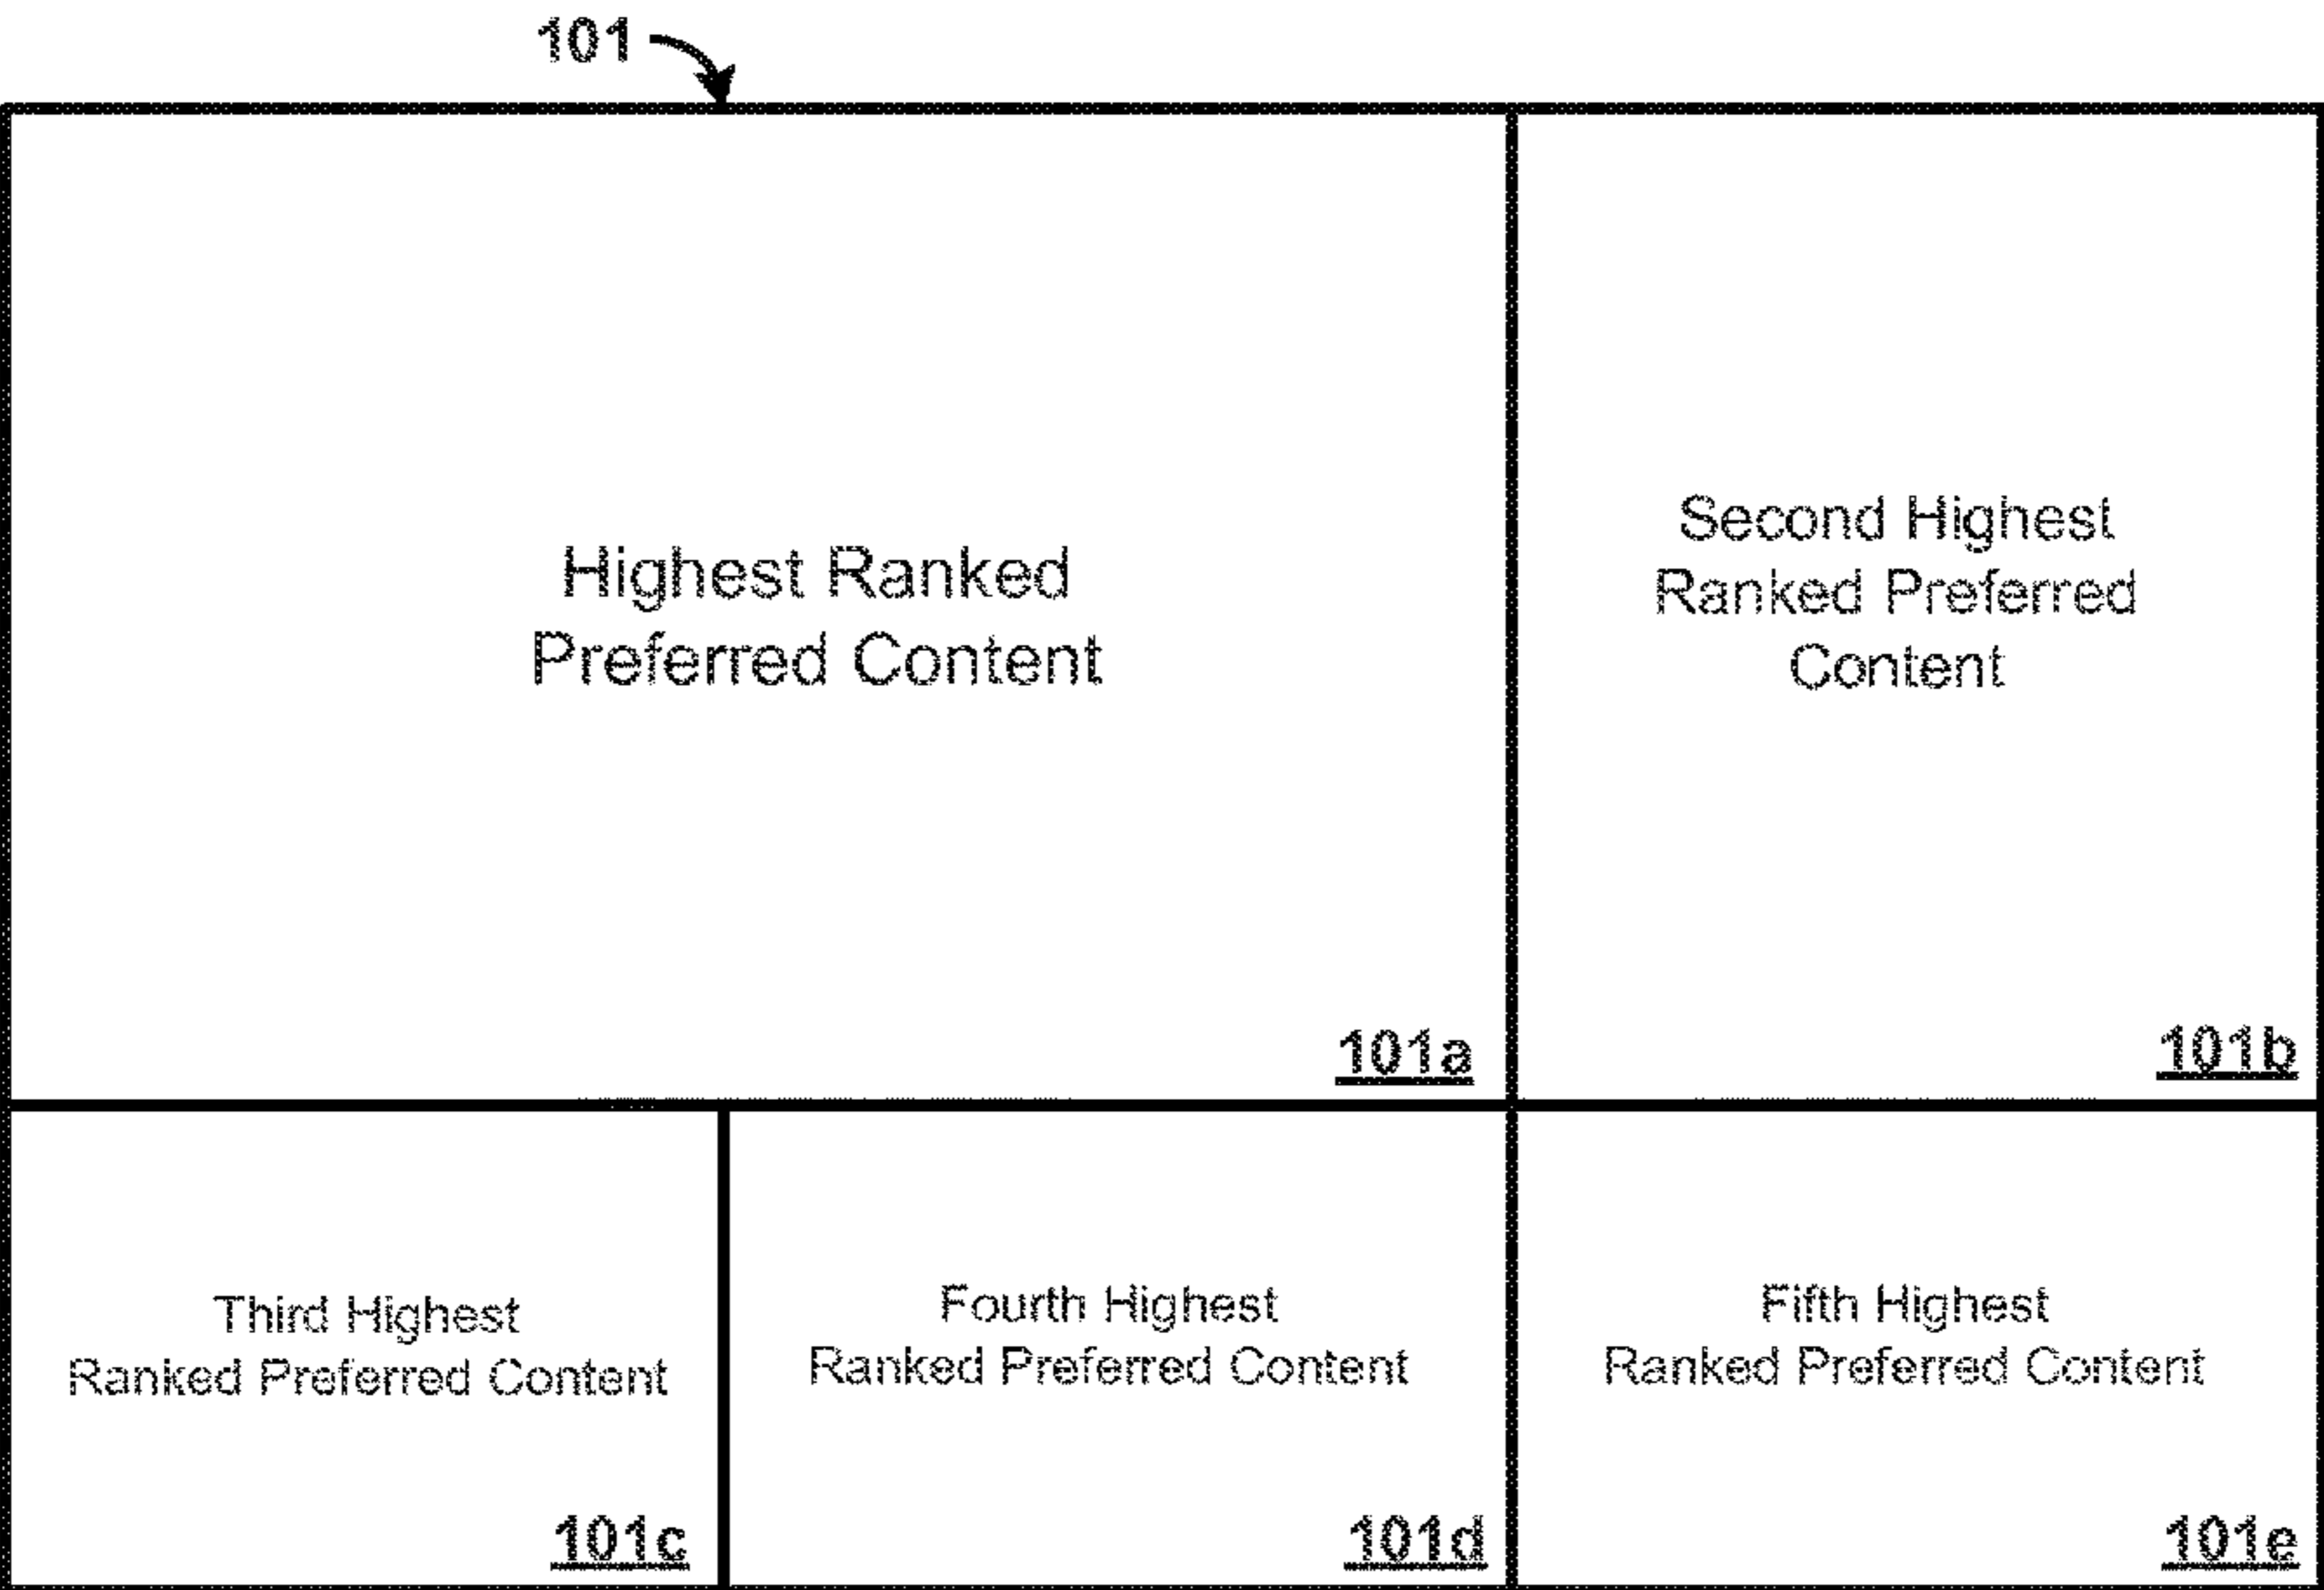 101
Highest Ranked
Preferred Content
101a
Second Highest
Ranked Preferred
Content
101b
Third Highest
Ranked Preferred Content
101c
Fourth Highest
Ranked Preferred Content
101d
Fifth Highest
Ranked Preferred Content
101e